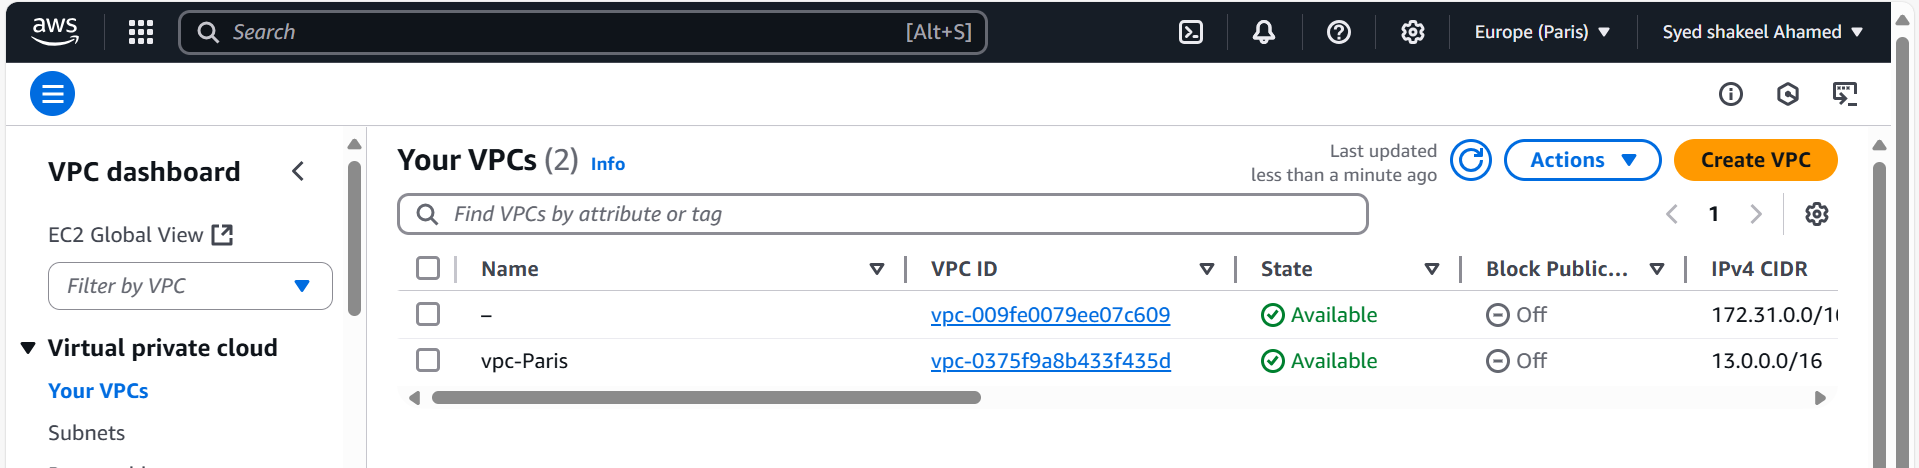 aws
Search [Alt+S]
Europe (Paris)
Syed shakeel Ahamed
VPC dashboard
EC2 Global View
Filter by VPC
Virtual private cloud
Your VPCs
Subnets
Your VPCs (2) Info
Last updated
less than a minute ago
Actions
Create VPC
Find VPCs by attribute or tag
1
Name VPC ID State Block Public... IPv4 CIDR
– vpc-009fe0079ee07c609 Available Off 172.31.0.0/16
vpc-Paris vpc-0375f9a8b433f435d Available Off 13.0.0.0/16